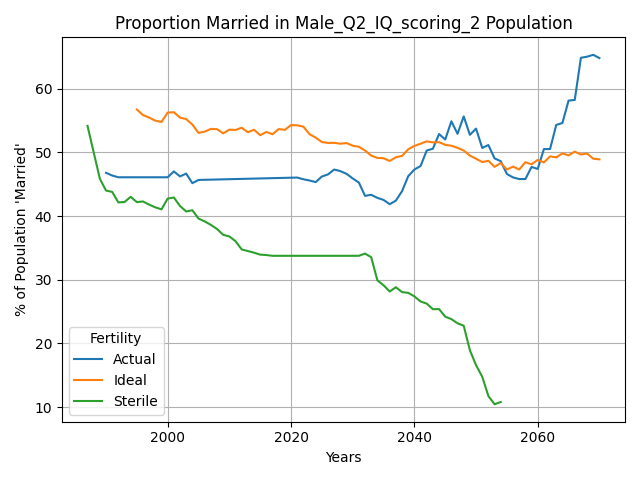 Proportion Married in Male_Q2_IQ_scoring_2 Population
% of Population 'Married'
60
50
40
30
20
10
Fertility
Actual
Ideal
Sterile
2000
2020
2040
2060
Years